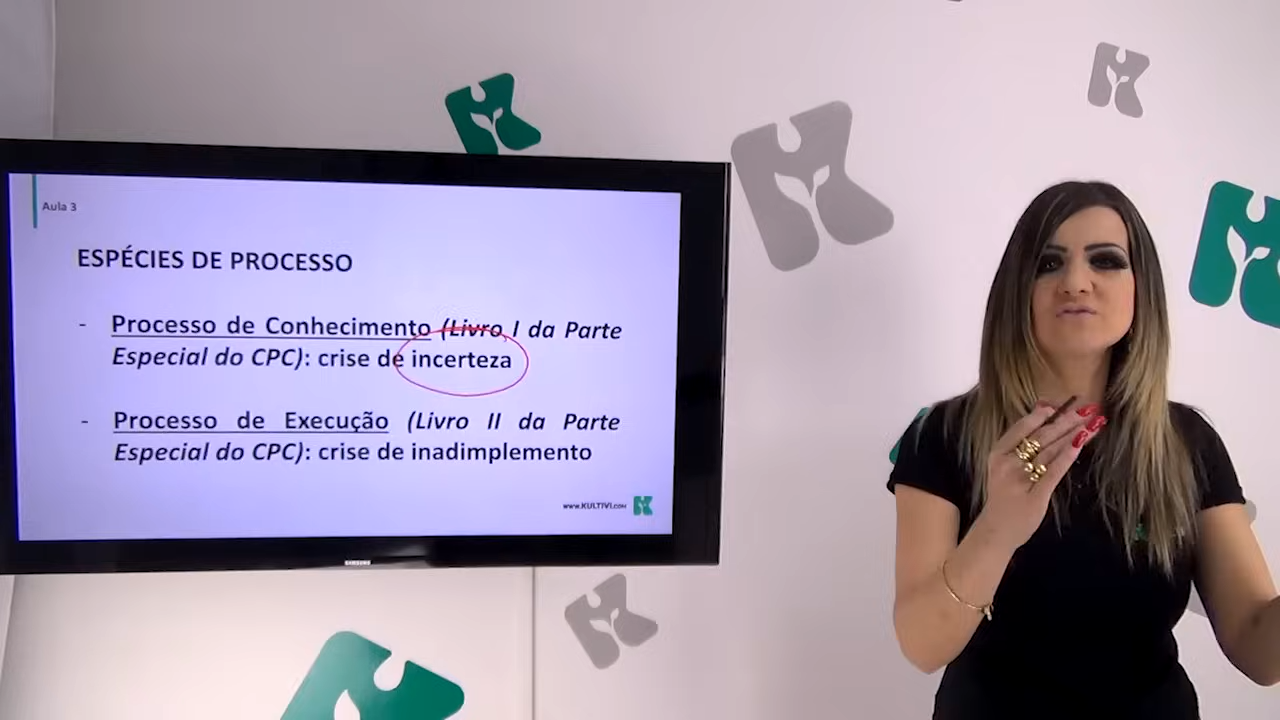 Aula 3
ESPÉCIES DE PROCESSO
- Processo de Conhecimento (Livro I da Parte
Especial do CPC): crise de incerteza
- Processo de Execução (Livro II da Parte
Especial do CPC): crise de inadimplemento
www.KULTIVI.com
SAMSUNG